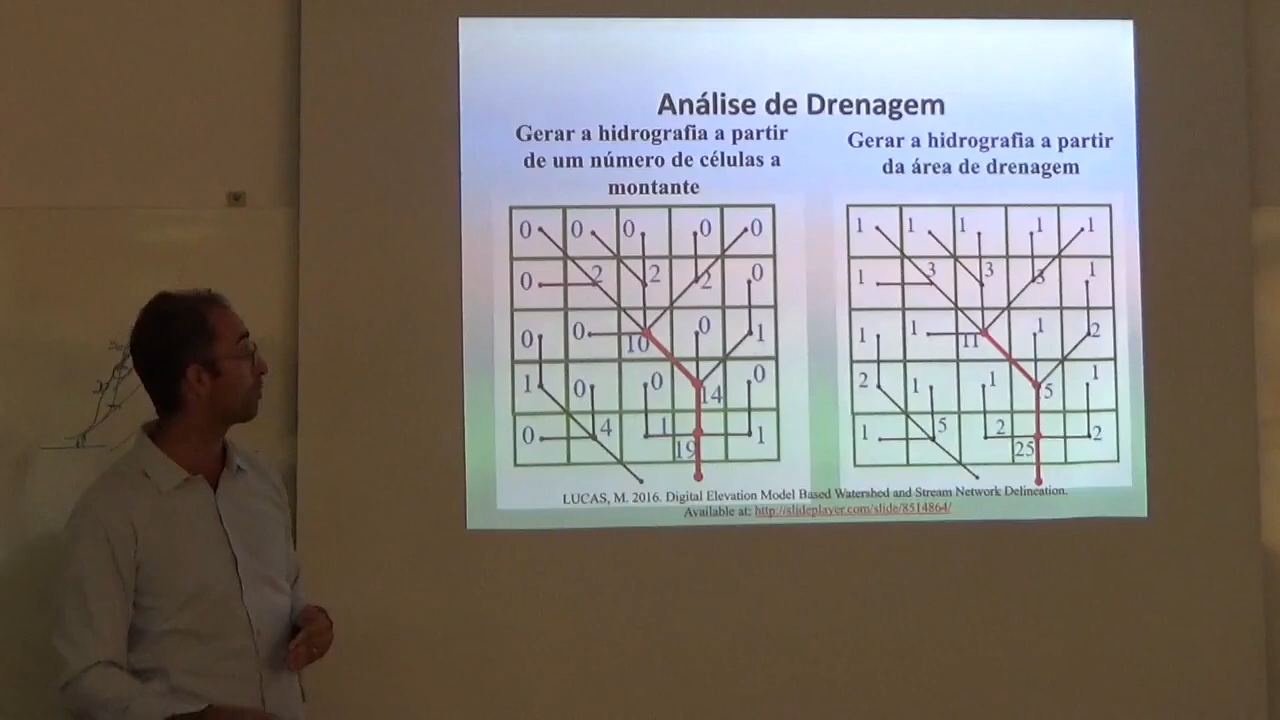 Análise de Drenagem
Gerar a hidrografia a partir
de um número de células a
montante
0 0 0 0 0
0 2 2 2 0
0 0 10 0 1
1 0 0 14 0
0 4 1 19 1
Gerar a hidrografia a partir
da área de drenagem
1 1 1 1 1
1 3 3 3 1
1 1 11 1 2
2 1 1 5 1
1 5 2 25 2
LUCAS, M. 2016. Digital Elevation Model Based Watershed and Stream Network Delineation.
Available at: http://slideplayer.com/slide/8514864/